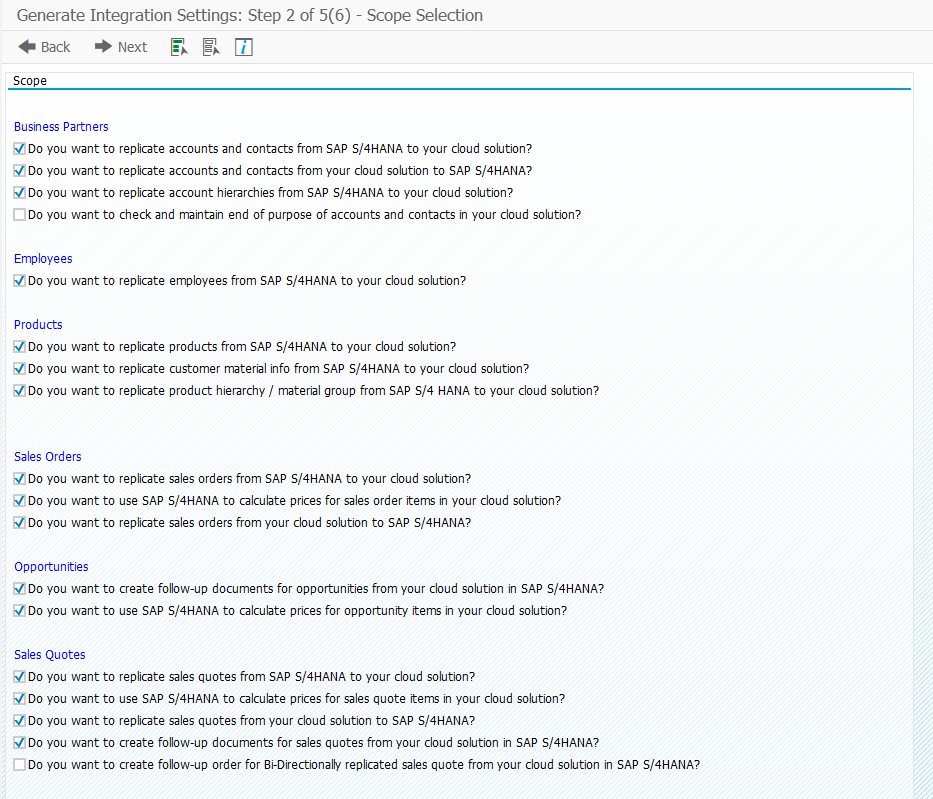 Generate Integration Settings: Step 2 of 5(6) - Scope Selection
Back Next
Scope
Business Partners
Do you want to replicate accounts and contacts from SAP S/4HANA to your cloud solution?
Do you want to replicate accounts and contacts from your cloud solution to SAP S/4HANA?
Do you want to replicate account hierarchies from SAP S/4HANA to your cloud solution?
Do you want to check and maintain end of purpose of accounts and contacts in your cloud solution?
Employees
Do you want to replicate employees from SAP S/4HANA to your cloud solution?
Products
Do you want to replicate products from SAP S/4HANA to your cloud solution?
Do you want to replicate customer material info from SAP S/4HANA to your cloud solution?
Do you want to replicate product hierarchy / material group from SAP S/4 HANA to your cloud solution?
Sales Orders
Do you want to replicate sales orders from SAP S/4HANA to your cloud solution?
Do you want to use SAP S/4HANA to calculate prices for sales order items in your cloud solution?
Do you want to replicate sales orders from your cloud solution to SAP S/4HANA?
Opportunities
Do you want to create follow-up documents for opportunities from your cloud solution in SAP S/4HANA?
Do you want to use SAP S/4HANA to calculate prices for opportunity items in your cloud solution?
Sales Quotes
Do you want to replicate sales quotes from SAP S/4HANA to your cloud solution?
Do you want to use SAP S/4HANA to calculate prices for sales quote items in your cloud solution?
Do you want to replicate sales quotes from your cloud solution to SAP S/4HANA?
Do you want to create follow-up documents for sales quotes from your cloud solution in SAP S/4HANA?
Do you want to create follow-up order for Bi-Directionally replicated sales quote from your cloud solution in SAP S/4HANA?